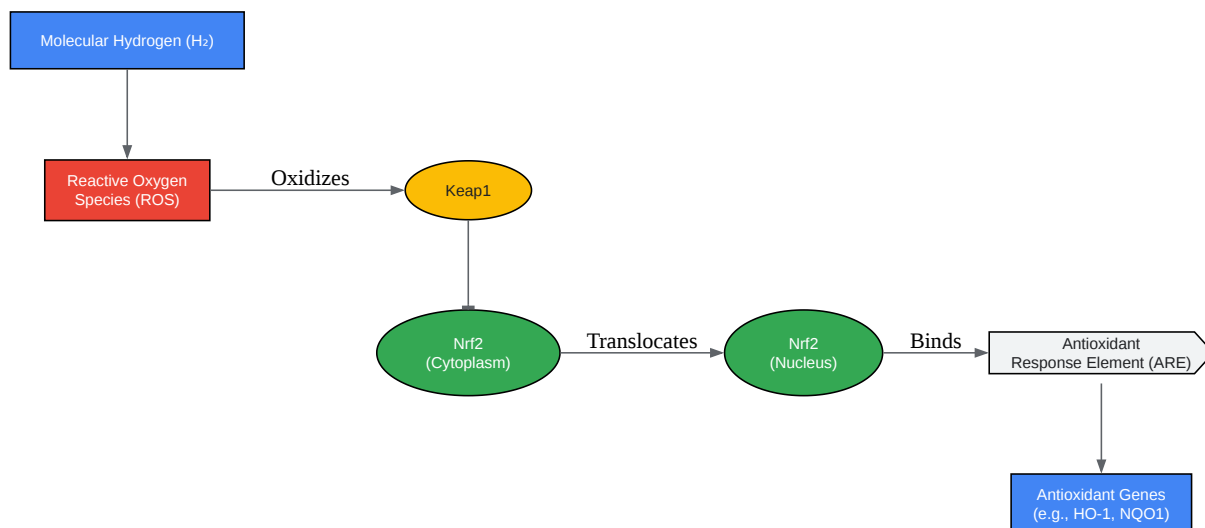 Molecular Hydrogen (H₂)
Reactive Oxygen
Species (ROS)
Oxidizes
Keap1
Nrf2
(Cytoplasm)
Translocates
Nrf2
(Nucleus)
Binds
Antioxidant
Response Element (ARE)
Antioxidant Genes
(e.g., HO-1, NQO1)